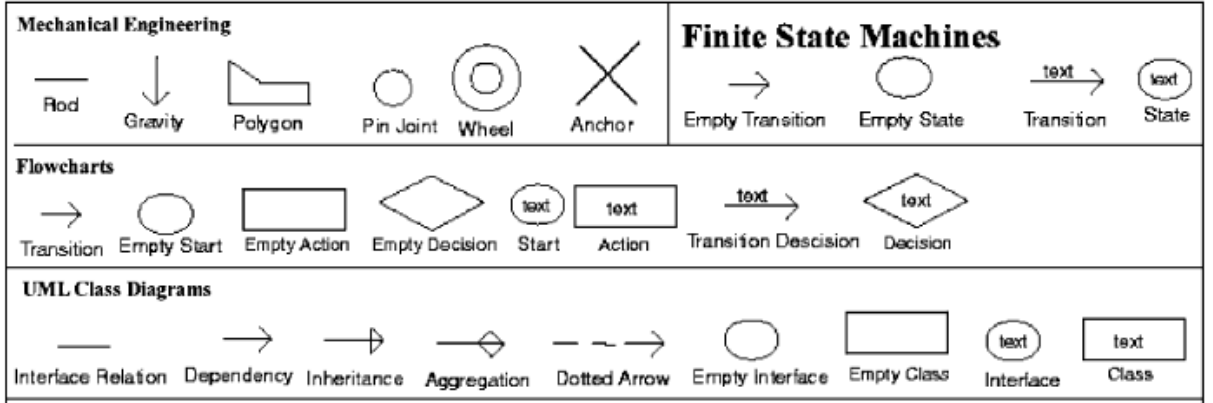 Mechanical Engineering
Rod
Gravity
Polygon
Pin Joint
Wheel
Anchor
Finite State Machines
text
text
Empty Transition
Empty State
Transition
State
Flowcharts
text
text
text
text
Transition
Empty Start
Empty Action
Empty Decision
Start
Action
Transition Descision
Decision
UML Class Diagrams
text
text
Interface Relation
Dependency
Inheritance
Aggregation
Dotted Arrow
Empty Interface
Empty Class
Interface
Class